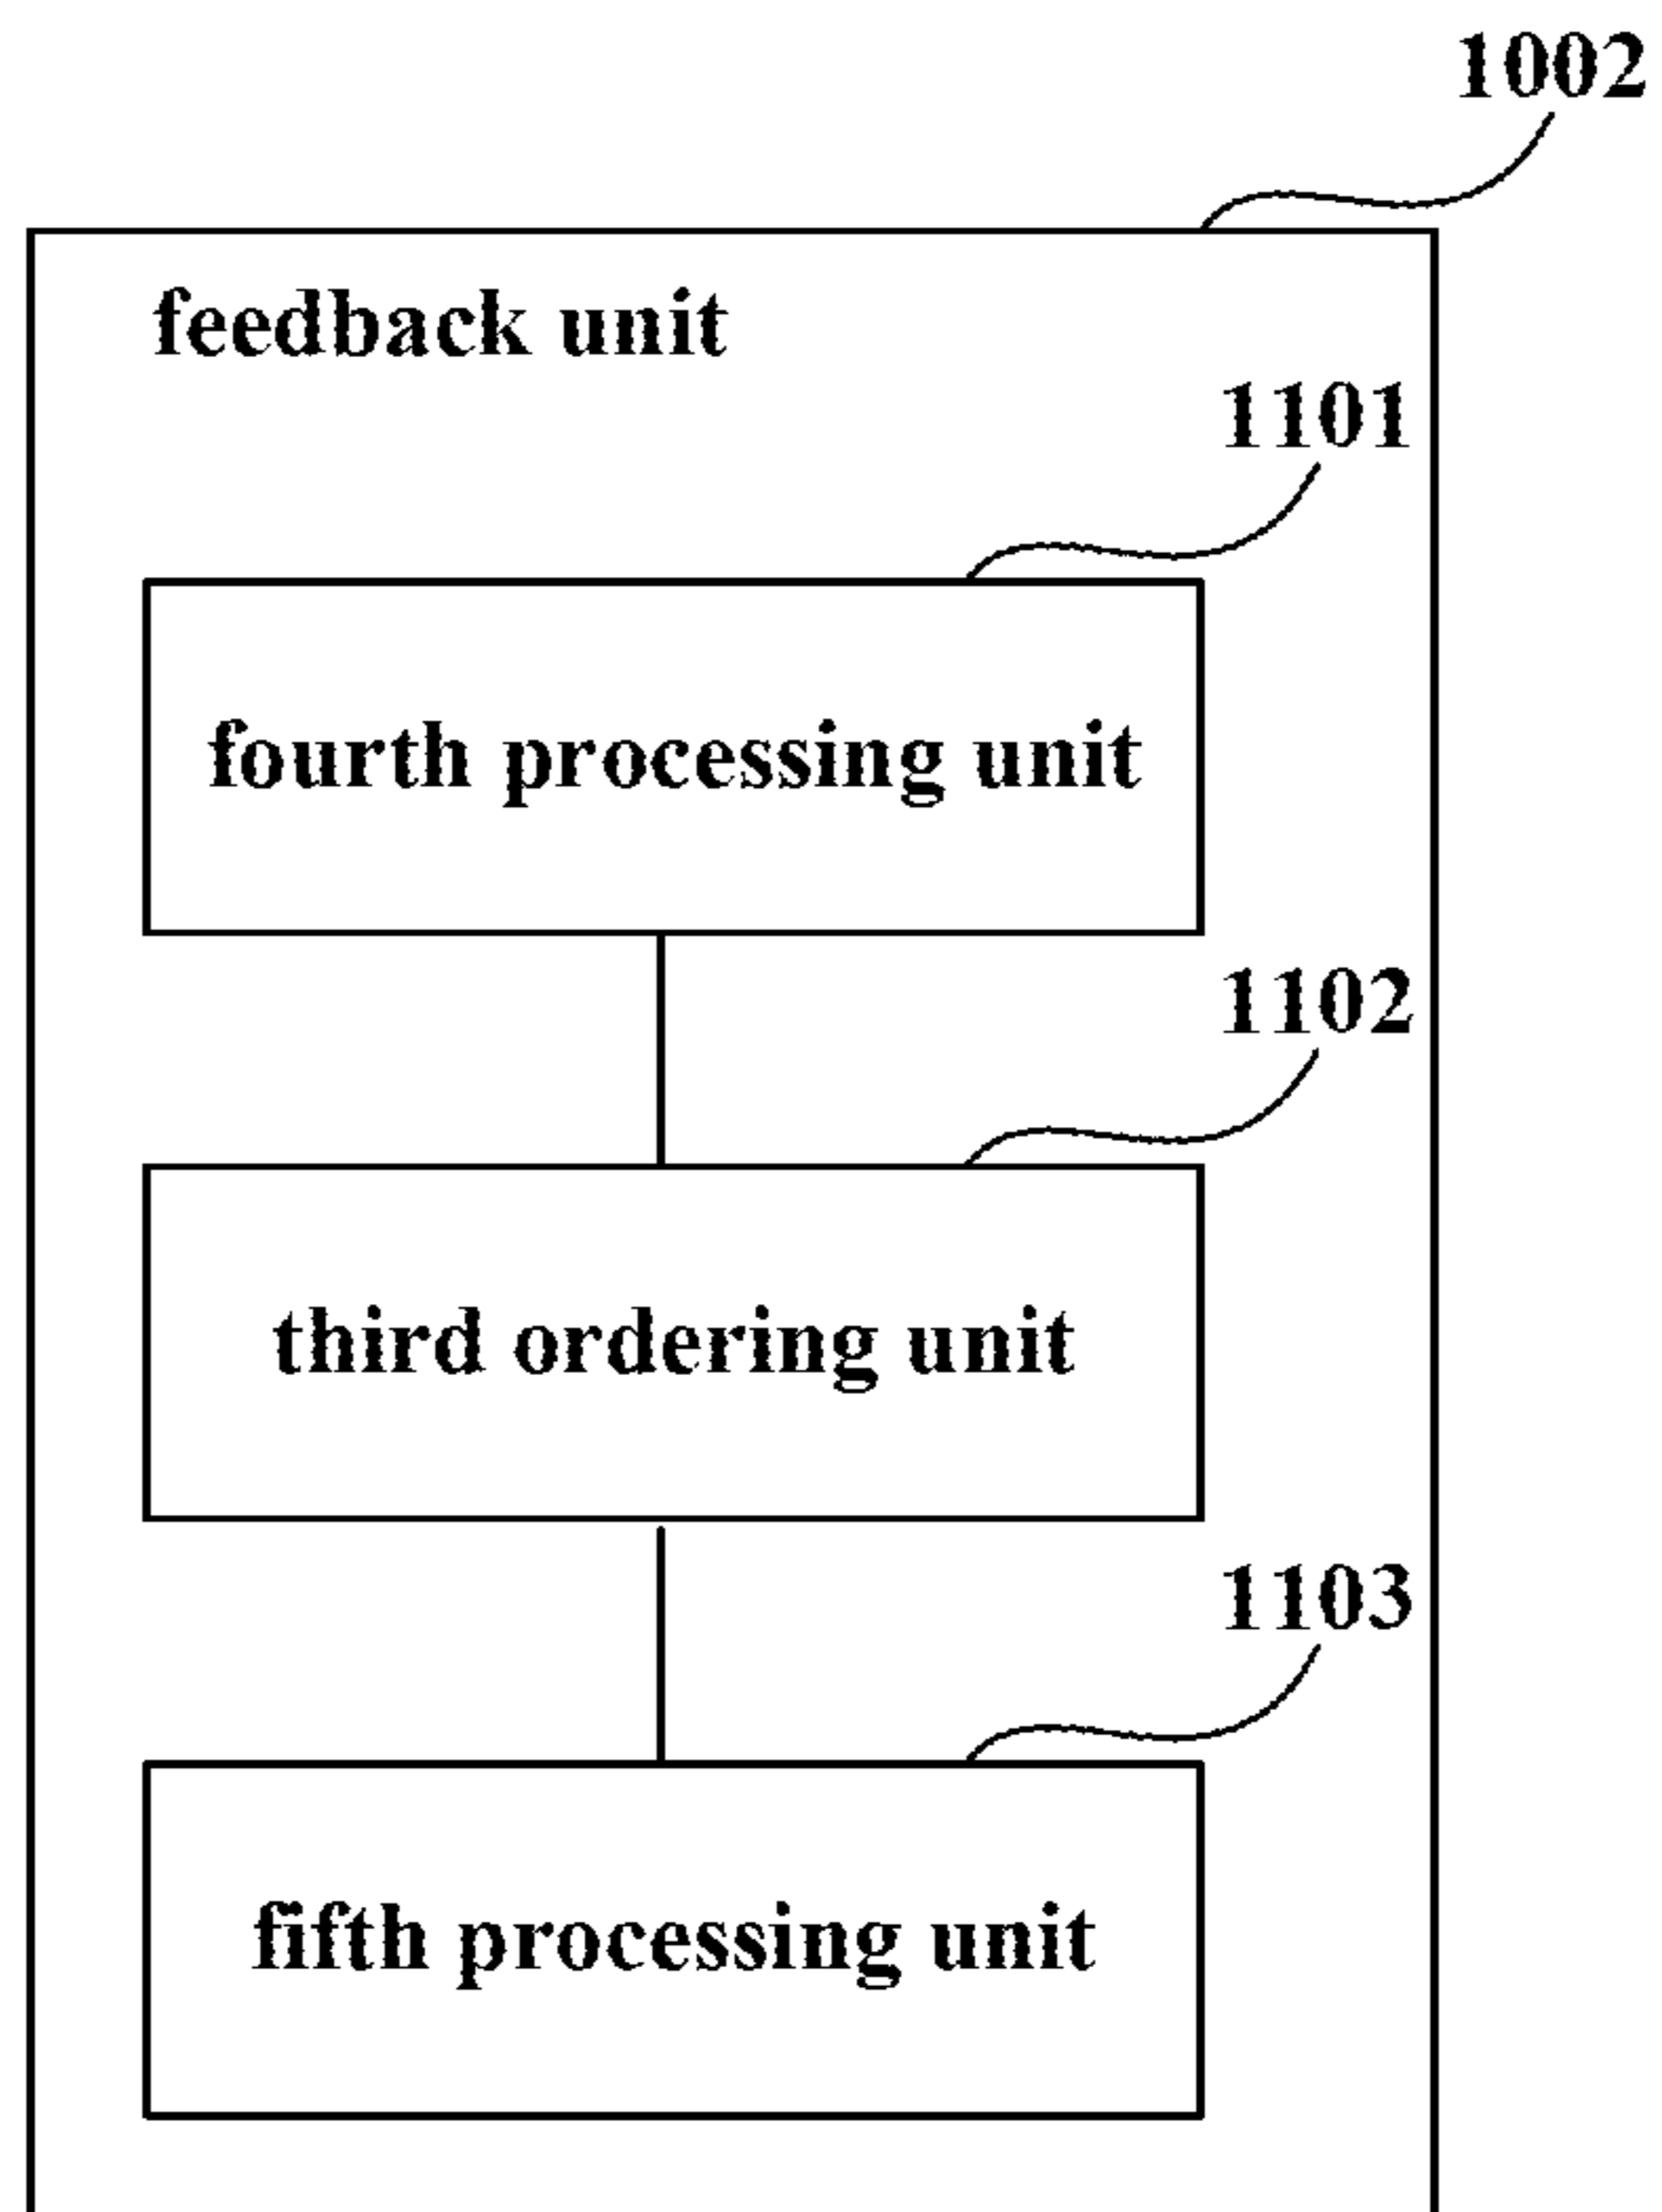 1002
feedback unit
1101
fourth processing unit
1102
third ordering unit
1103
fifth processing unit